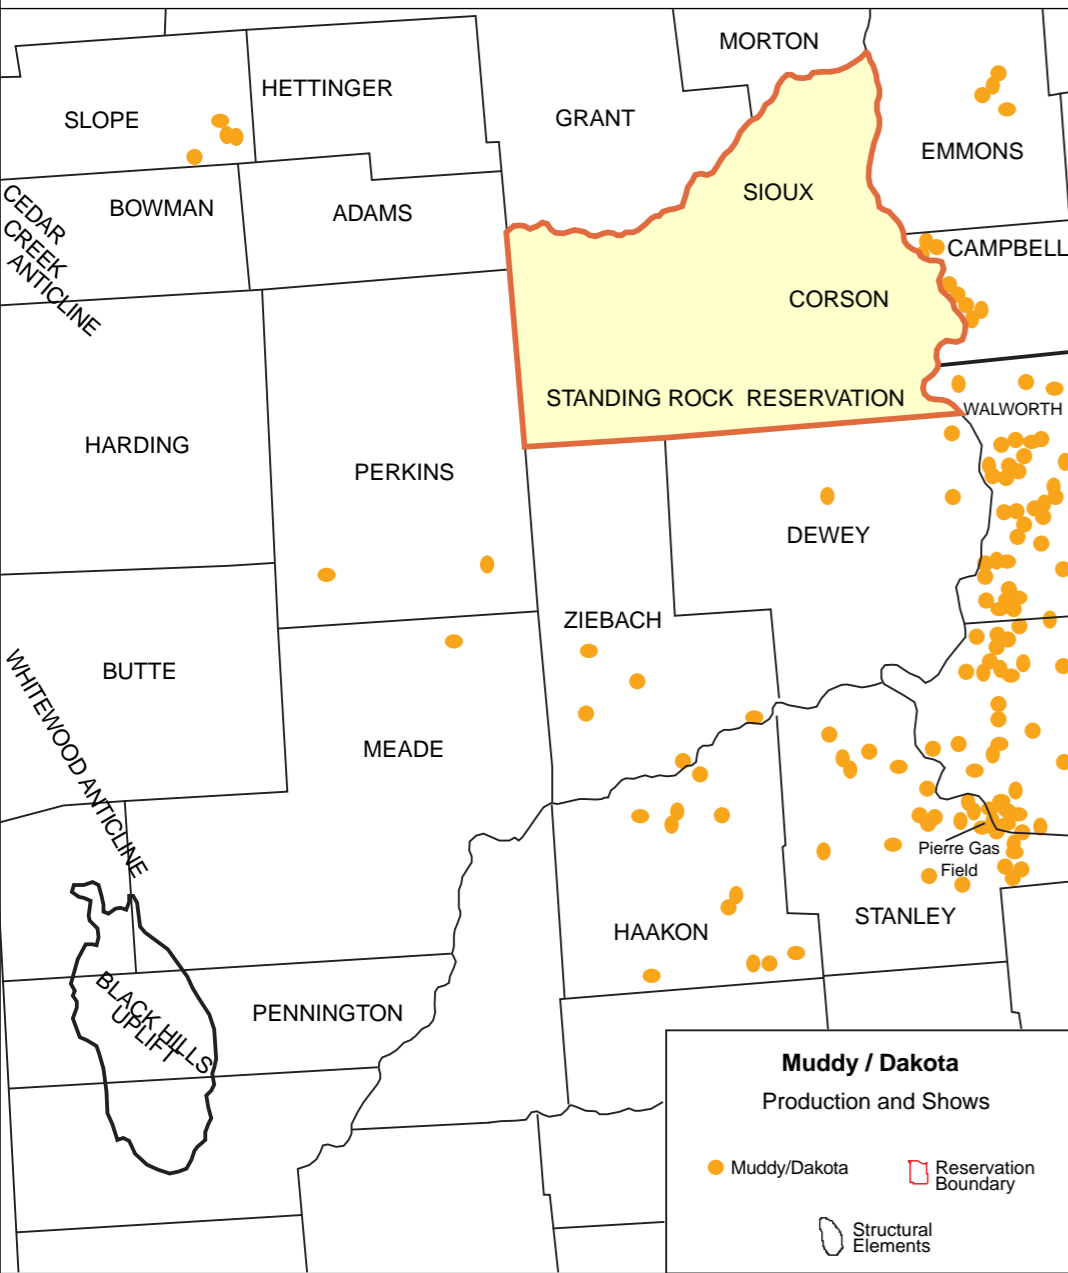 MORTON
HETTINGER
SLOPE
GRANT
EMMONS
SIOUX
BOWMAN
ADAMS
CEDAR
CREEK
ANTICLINE
CAMPBELL
CORSON
STANDING ROCK RESERVATION
WALWORTH
HARDING
PERKINS
DEWEY
ZIEBACH
BUTTE
WHITEWOOD ANTICLINE
MEADE
Pierre Gas
Field
STANLEY
HAAKON
BLACK HILLS
UPLIFT
PENNINGTON
Muddy / Dakota
Production and Shows
Muddy/Dakota
Reservation
Boundary
Structural
Elements